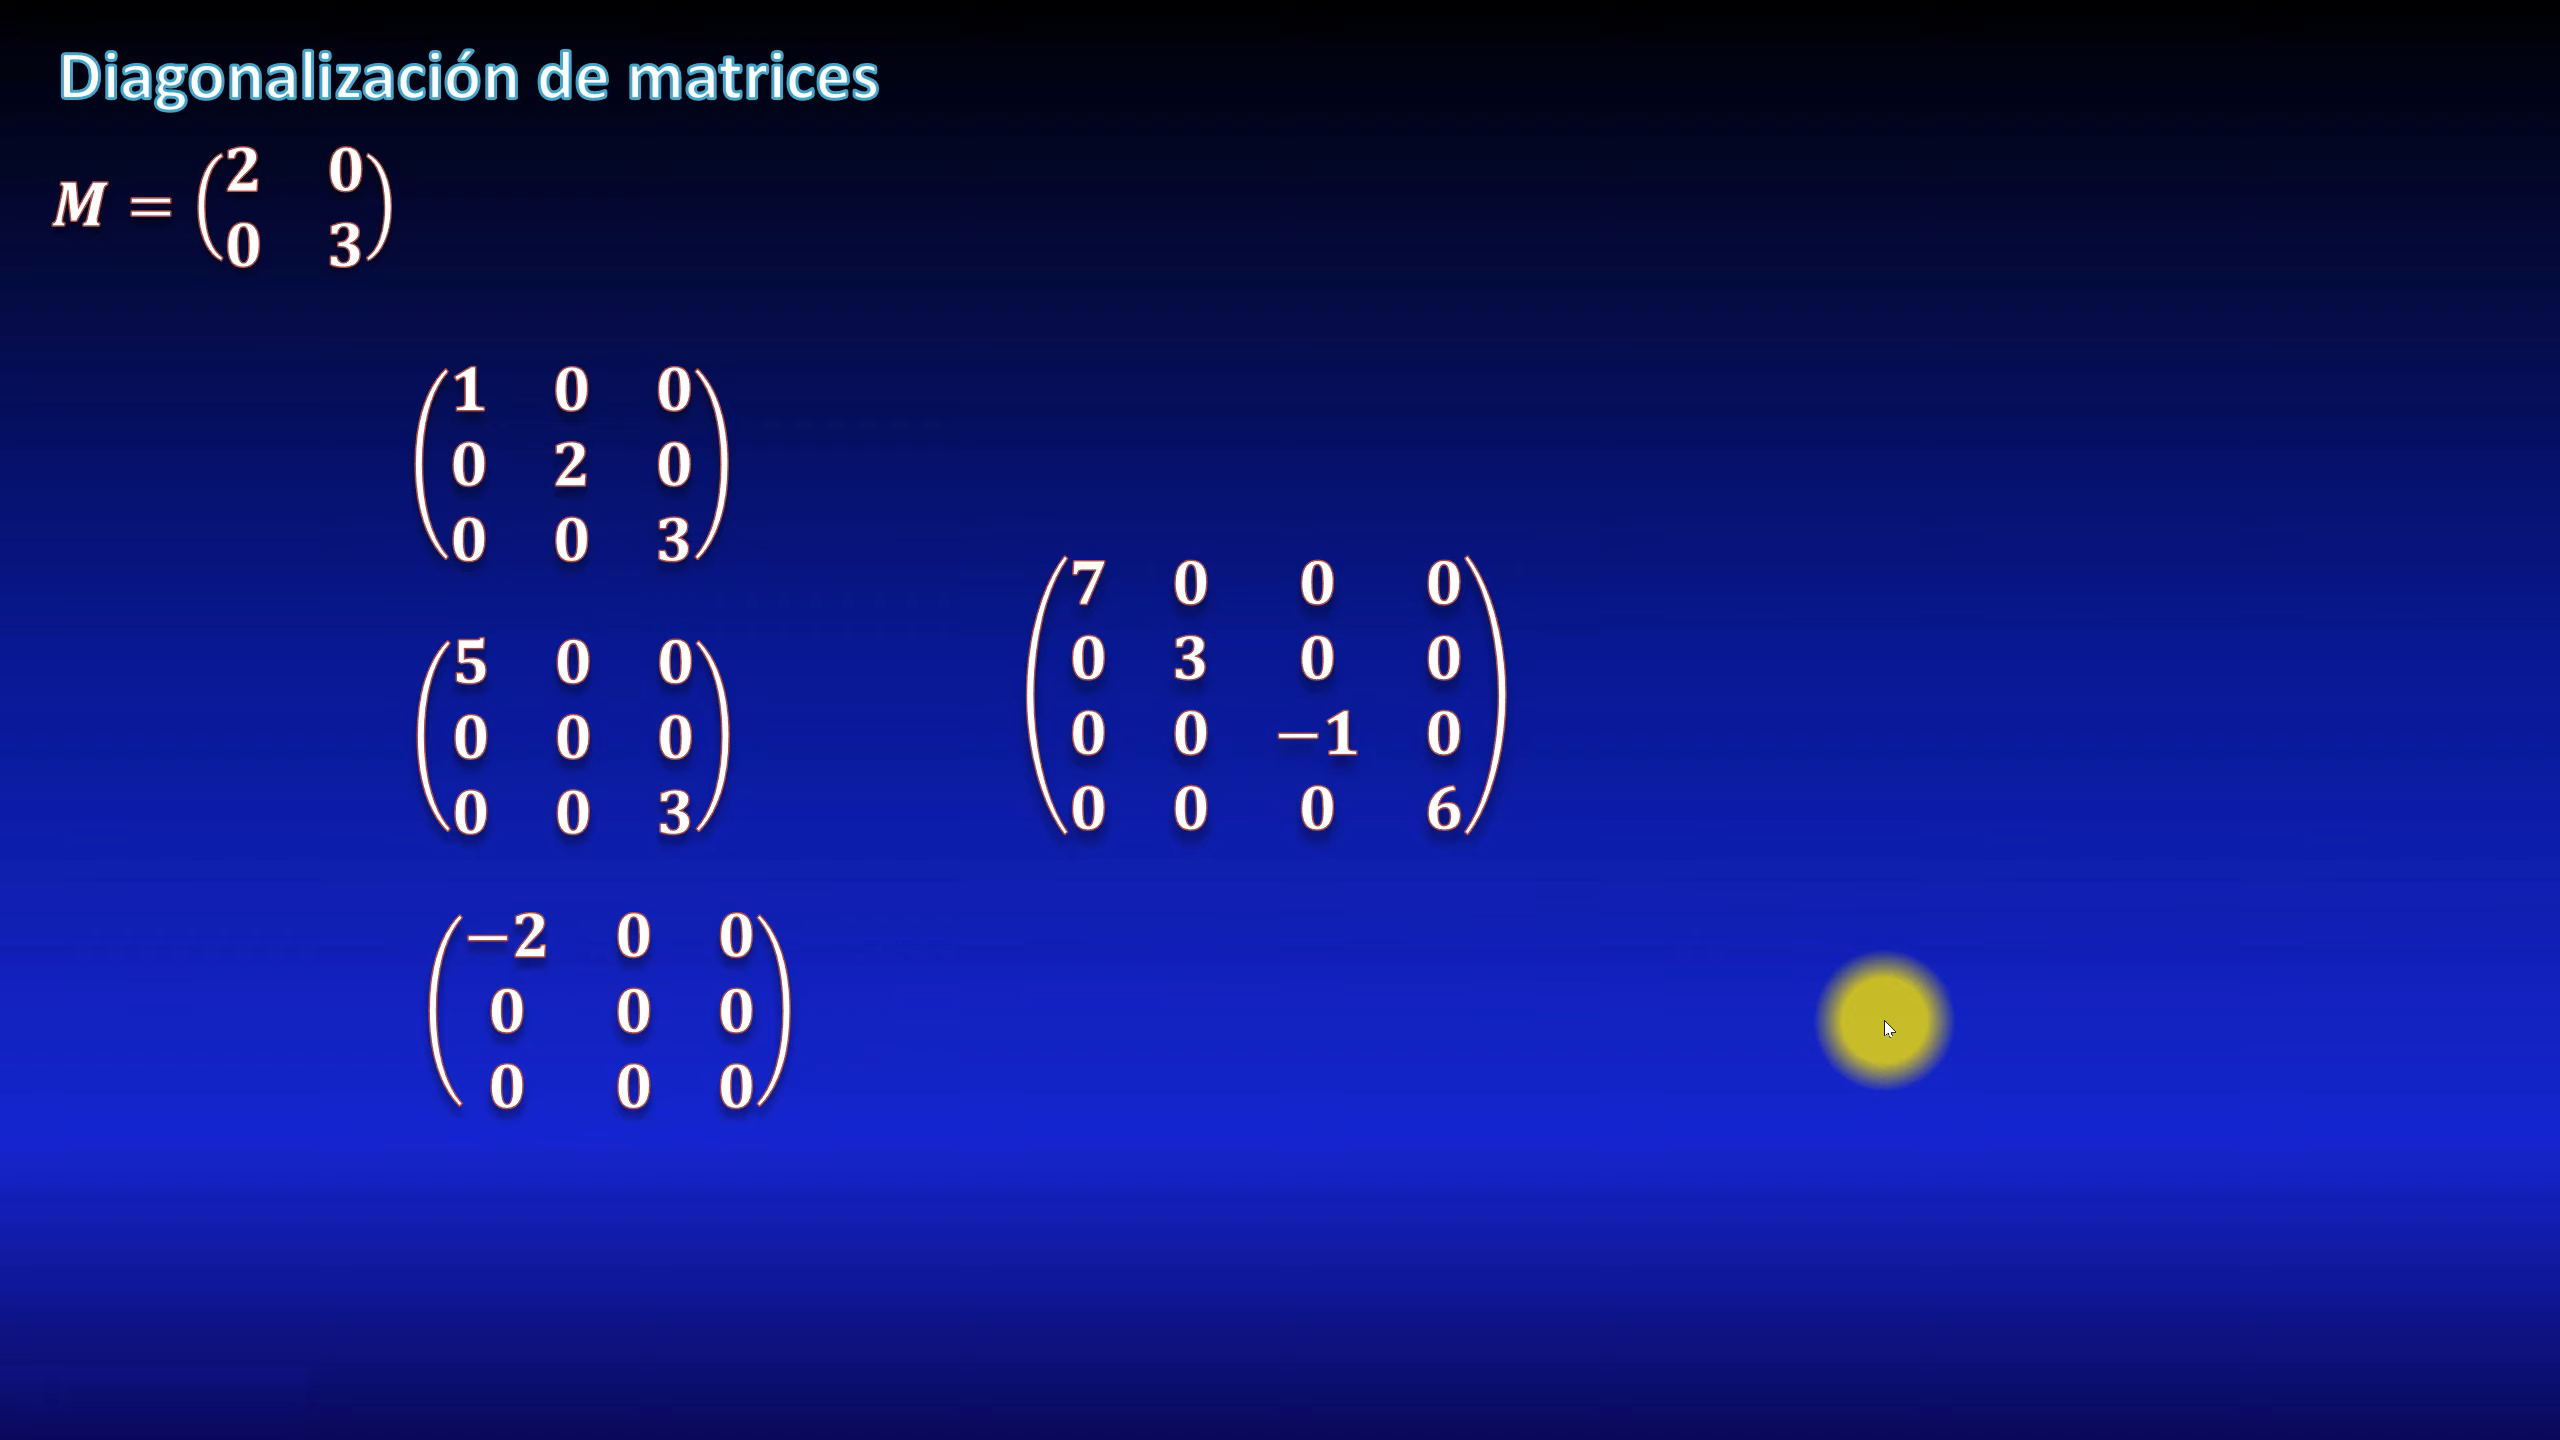 Diagonalización de matrices
M = (2 0
0 3)
(1 0 0
0 2 0
0 0 3)
(5 0 0
0 0 0
0 0 3)
(−2 0 0
0 0 0
0 0 0)
(7 0 0 0
0 3 0 0
0 0 −1 0
0 0 0 6)